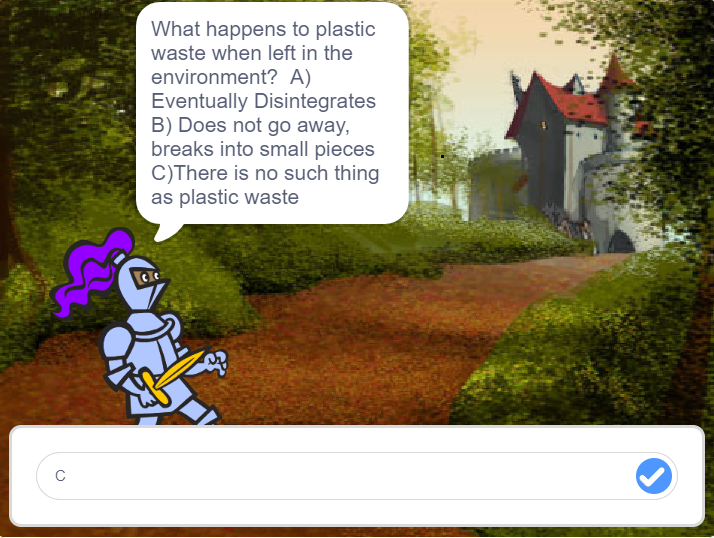 What happens to plastic
waste when left in the
environment?  A)
Eventually Disintegrates
B) Does not go away,
breaks into small pieces
C)There is no such thing
as plastic waste
C